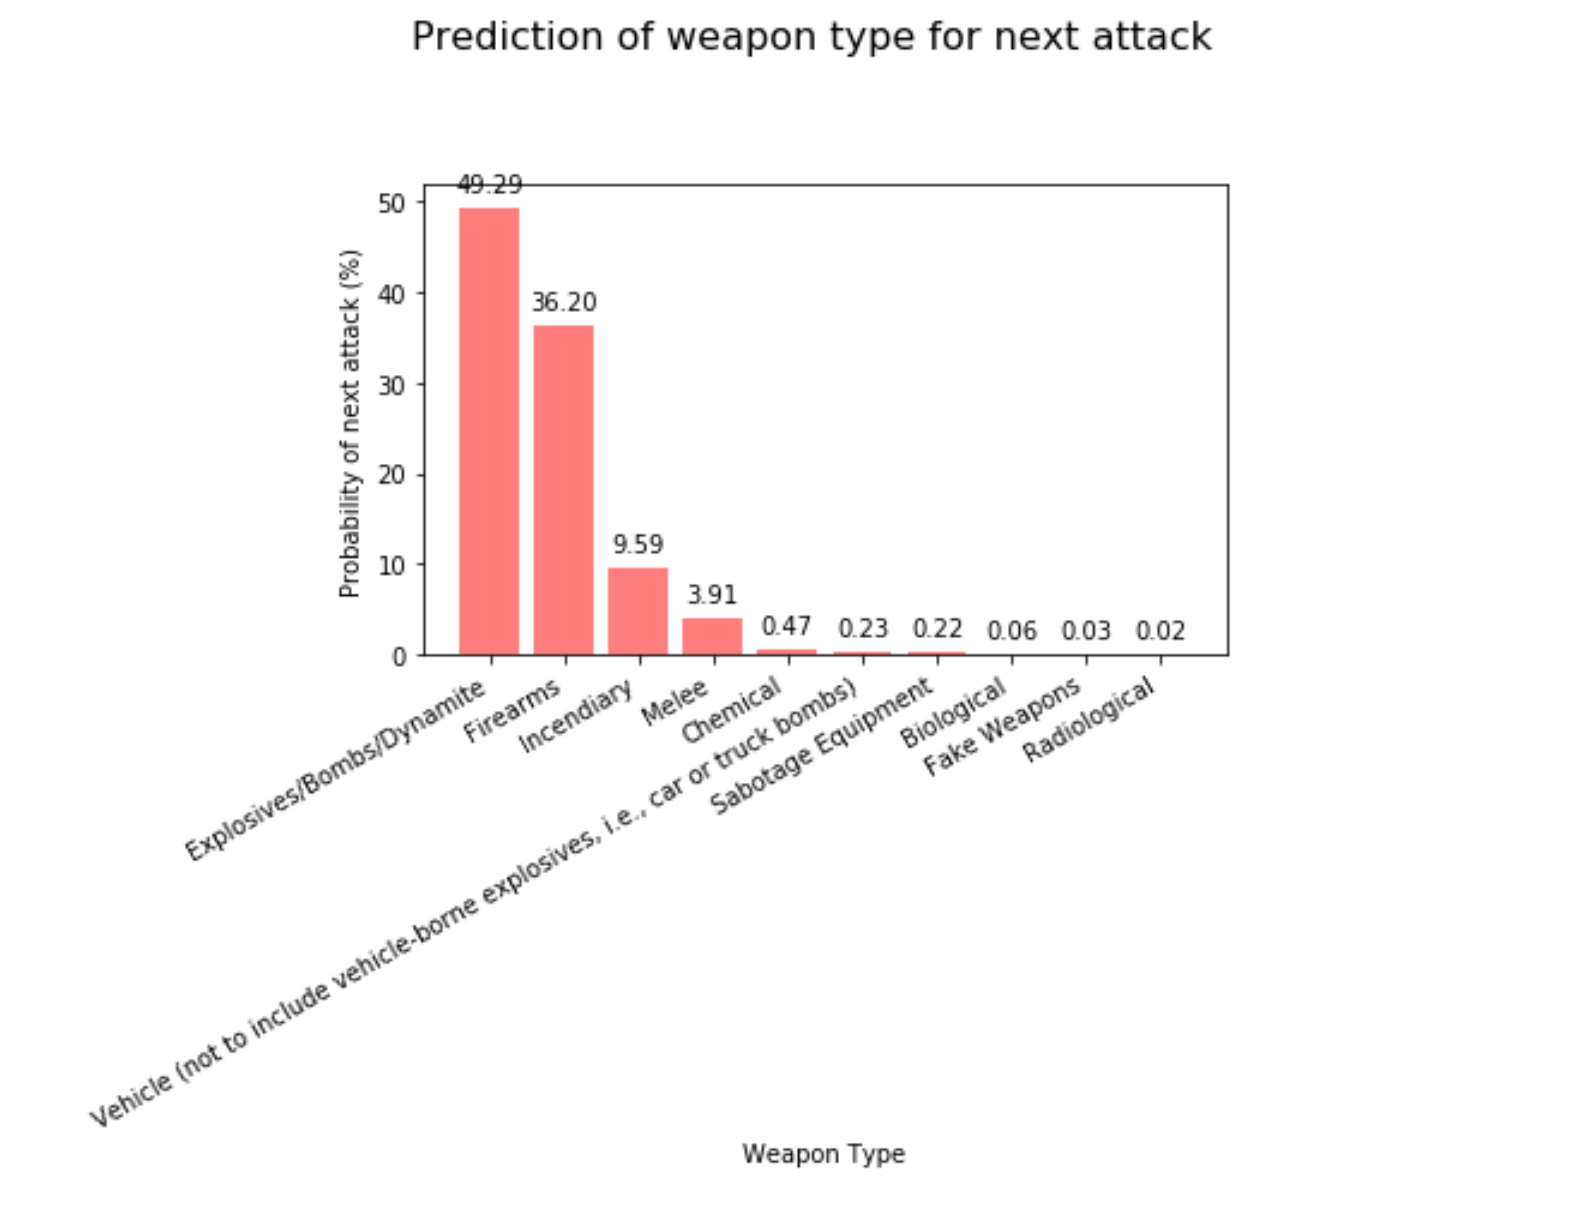 Prediction of weapon type for next attack
Probability of next attack (%)
50
40
30
20
10
0
49.29
36.20
9.59
3.91
0.47
0.23
0.22
0.06
0.03
0.02
Explosives/Bombs/Dynamite
Firearms
Incendiary
Melee
Chemical
Vehicle (not to include vehicle-borne explosives, i.e., car or truck bombs)
Sabotage Equipment
Biological
Fake Weapons
Radiological
Weapon Type